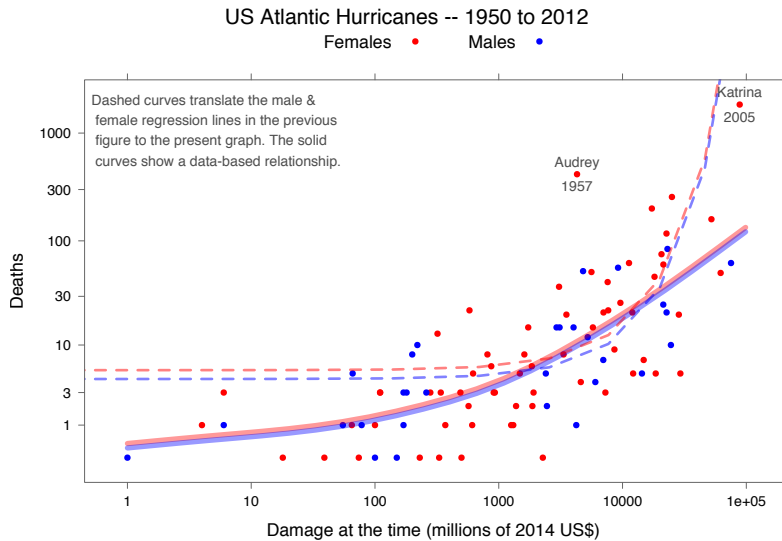 US Atlantic Hurricanes -- 1950 to 2012
Females
Males
Dashed curves translate the male &
female regression lines in the previous
figure to the present graph. The solid
curves show a data-based relationship.
Katrina
2005
Audrey
1957
Deaths
1000
300
100
30
10
3
1
1
10
100
1000
10000
1e+05
Damage at the time (millions of 2014 US$)